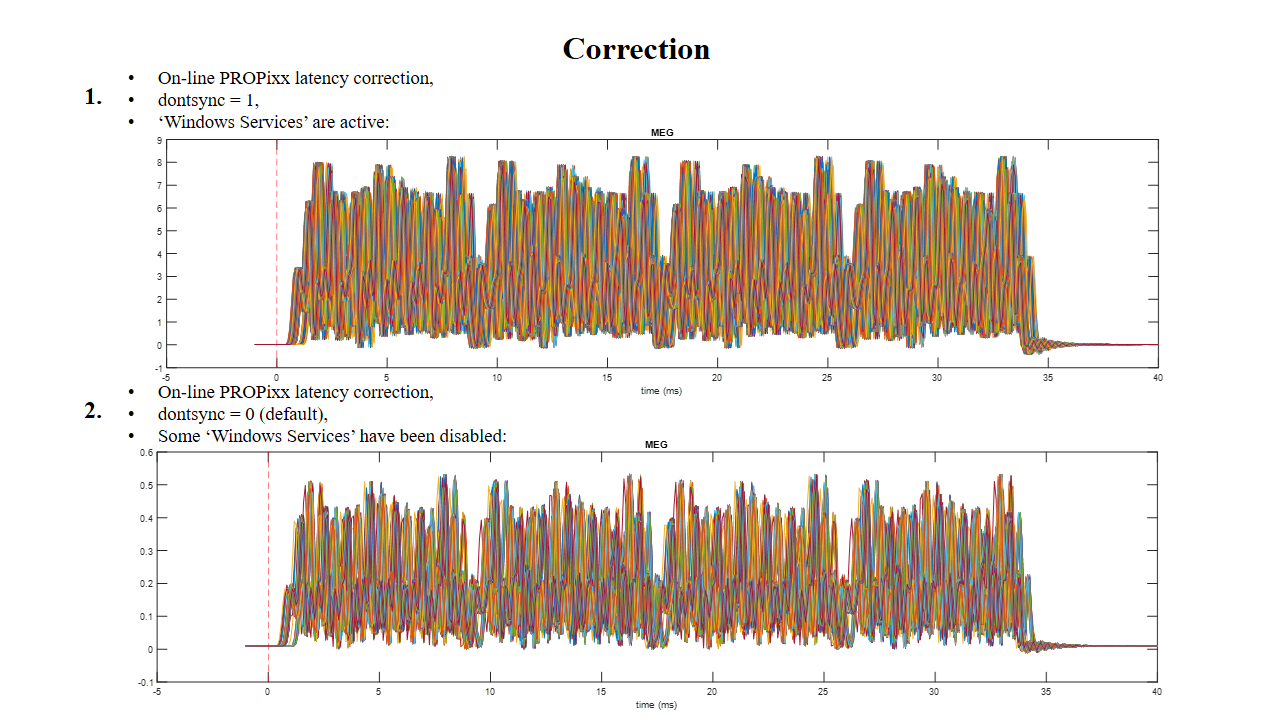 Correction
• On-line PROPixx latency correction,
1. • dontsync = 1,
• ‘Windows Services’ are active:
MEG
9
8
7
6
5
4
3
2
1
0
-1
-5 0 5 10 15 20 25 30 35 40
time (ms)
• On-line PROPixx latency correction,
2. • dontsync = 0 (default),
• Some ‘Windows Services’ have been disabled:
MEG
0.6
0.5
0.4
0.3
0.2
0.1
0
-0.1
-5 0 5 10 15 20 25 30 35 40
time (ms)